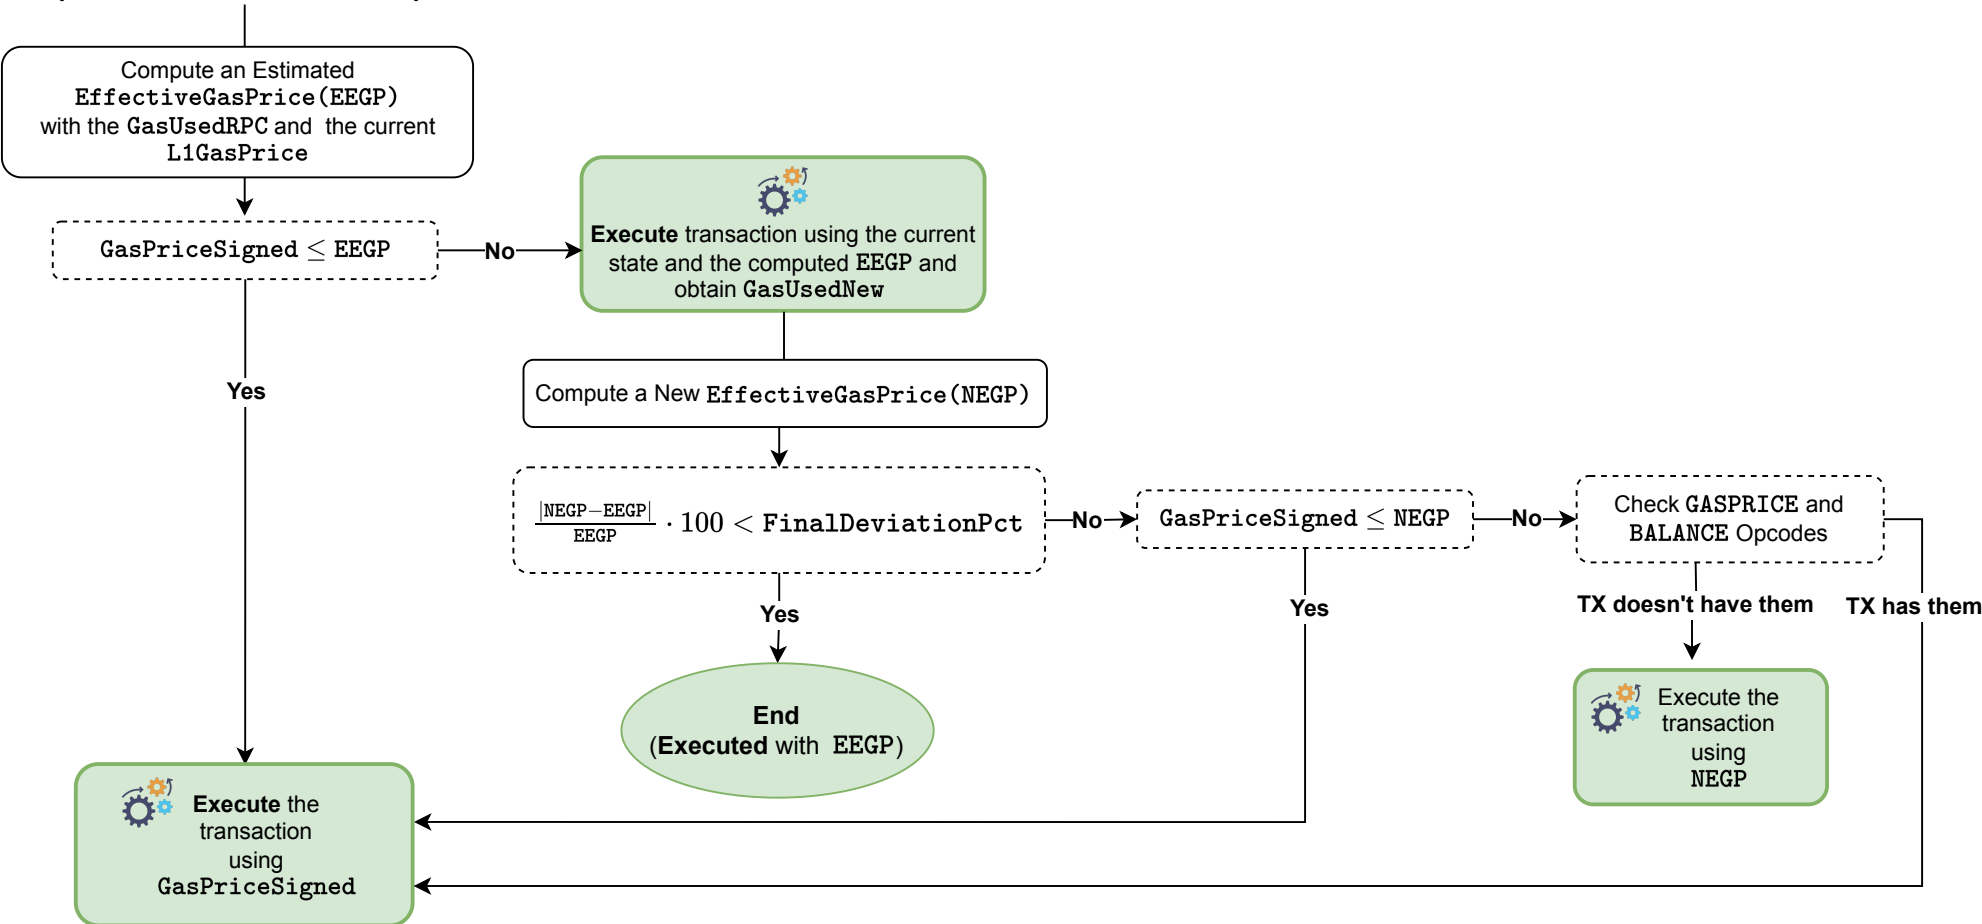 Compute an Estimated
EffectiveGasPrice(EEGP)
with the GasUsedRPC and the current
L1GasPrice
GasPriceSigned ≤ EEGP
No
Execute transaction using the current
state and the computed EEGP and
obtain GasUsedNew
Yes
Compute a New EffectiveGasPrice(NEGP)
|NEGP−EEGP|
EEGP
· 100 < FinalDeviationPct
No
GasPriceSigned ≤ NEGP
No
Check GASPRICE and
BALANCE Opcodes
Yes
Yes
TX doesn't have them
TX has them
End
(Executed with EEGP)
Execute the
transaction
using
NEGP
Execute the
transaction
using
GasPriceSigned